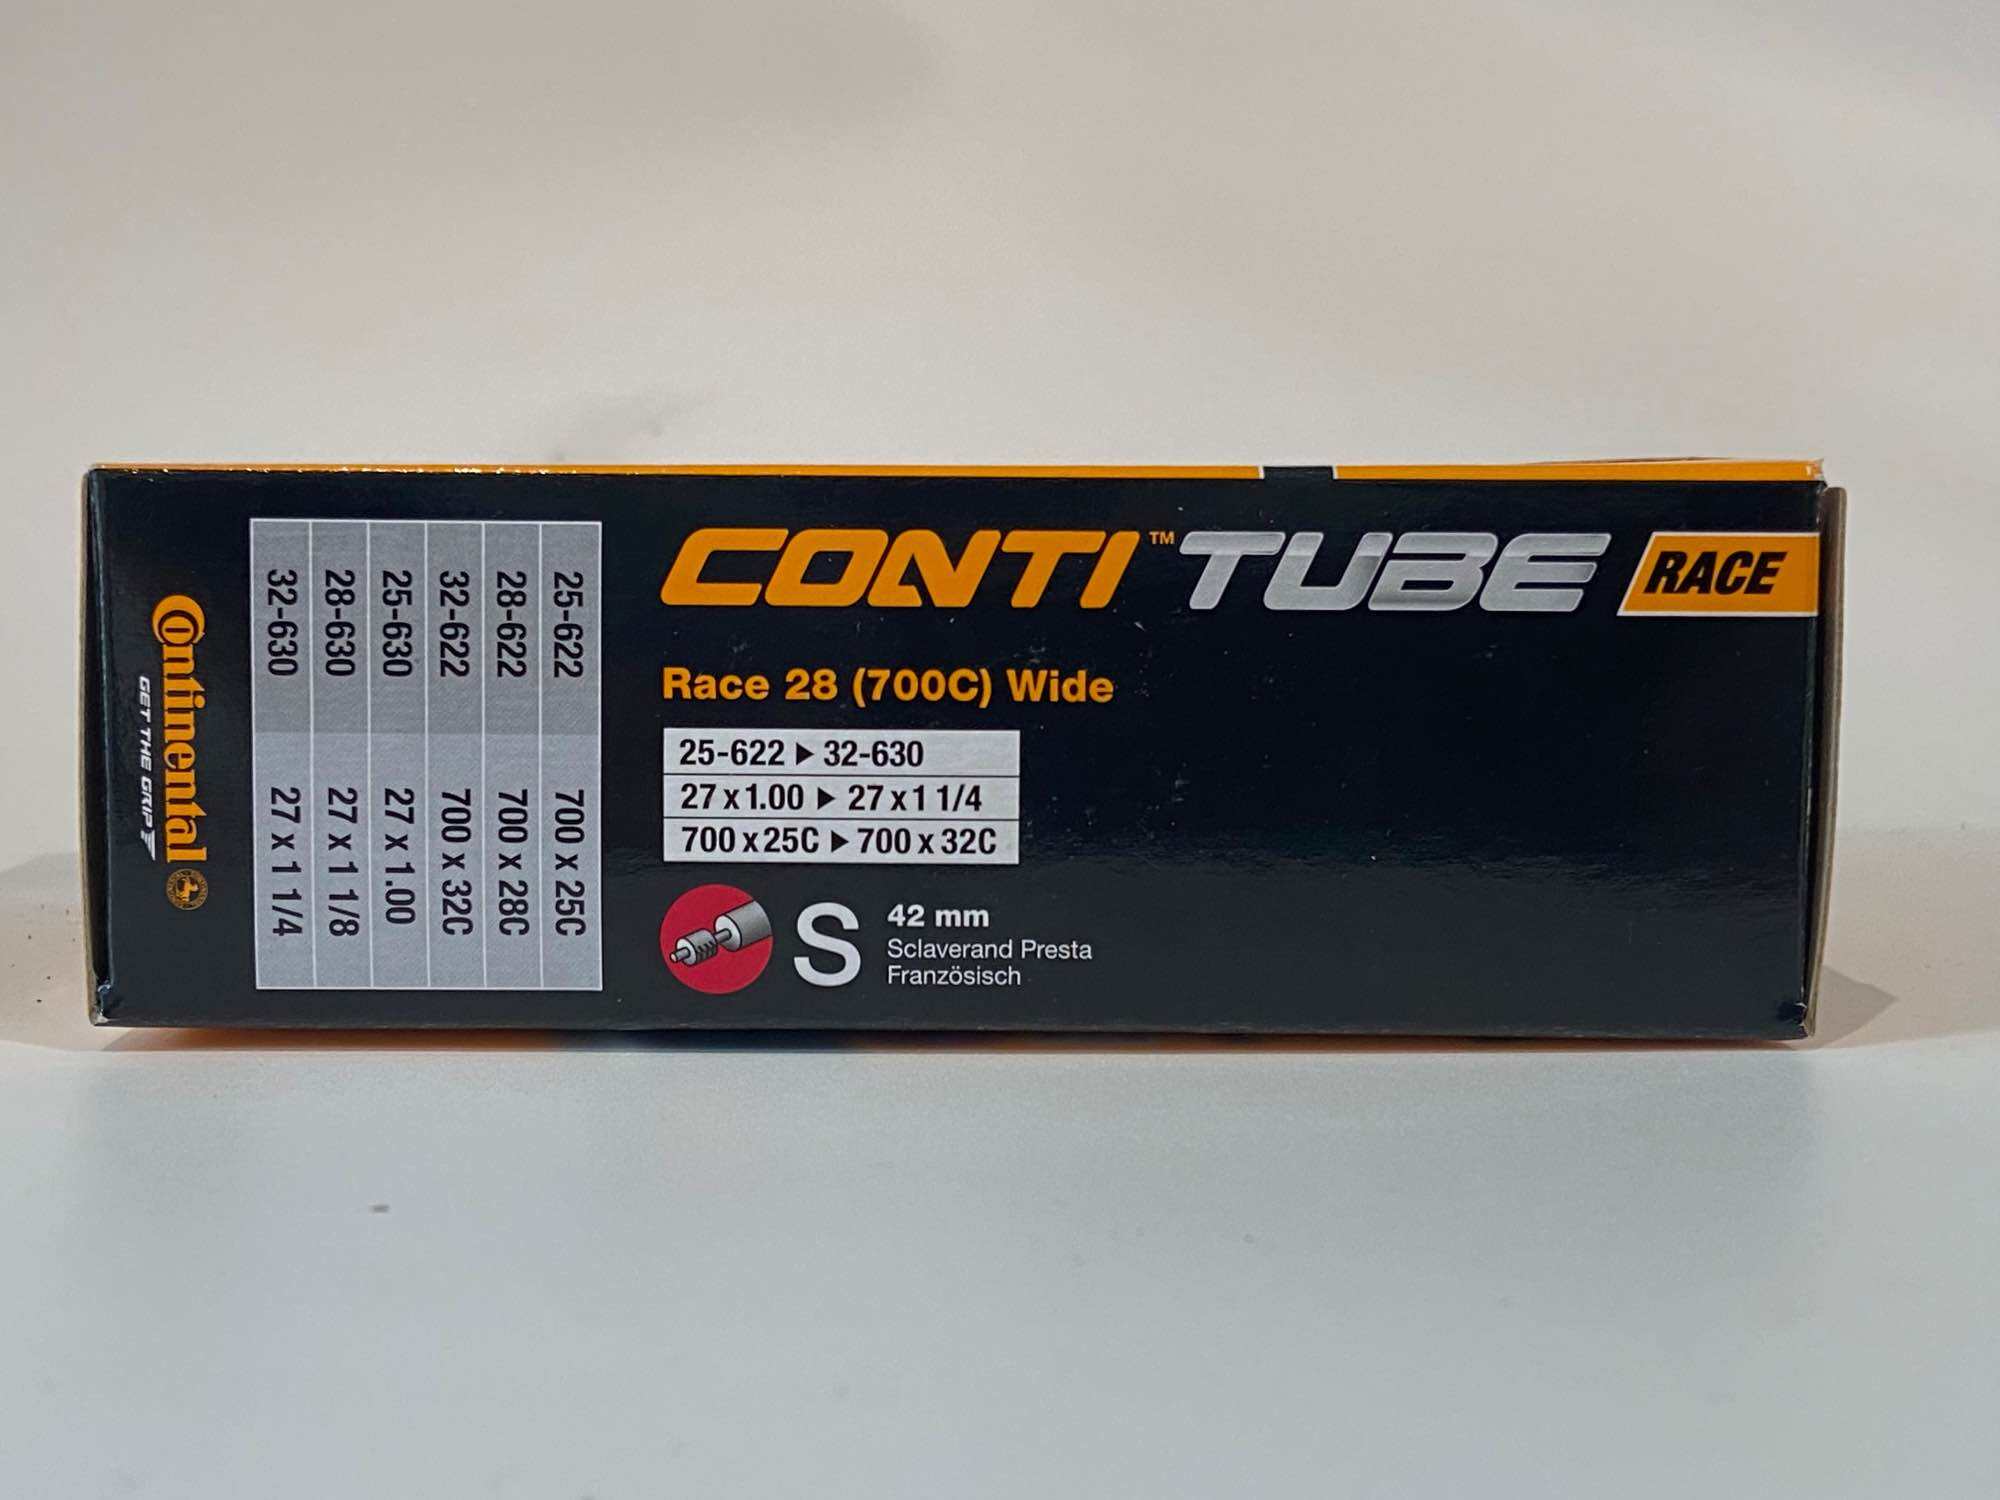 Continental
GET THE GRIP
25-622 700 x 25C
28-622 700 x 28C
32-622 700 x 32C
25-630 27 x 1.00
28-630 27 x 1 1/8
32-630 27 x 1 1/4
CONTI™ TUBE RACE
Race 28 (700C) Wide
25-622 ▶ 32-630
27 x 1.00 ▶ 27 x 1 1/4
700 x 25C ▶ 700 x 32C
S 42 mm
Sclaverand Presta
Französisch